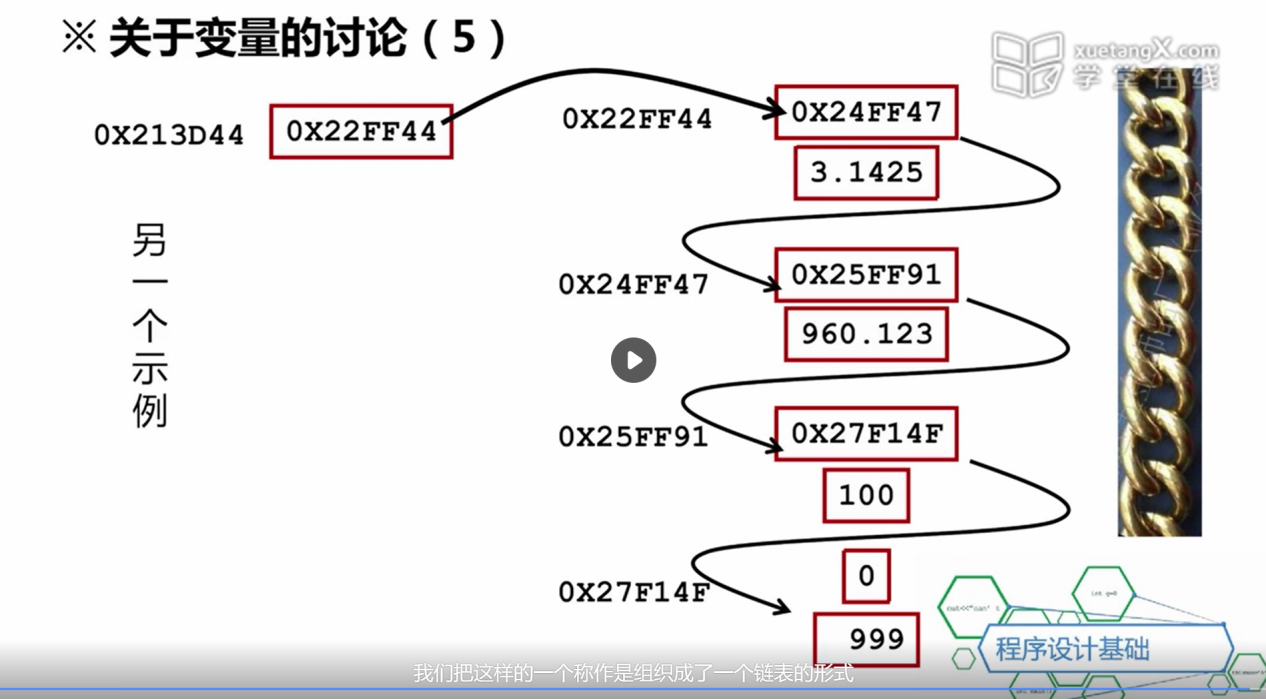 ※ 关于变量的讨论（5）
xuetangX.com
学堂在线
0X213D44
0X22FF44
0X22FF44
0X24FF47
3.1425
另一个示例
0X24FF47
0X25FF91
960.123
0X25FF91
0X27F14F
100
0X27F14F
0
999
int g=0
程序设计基础
我们把这样的一个称作是组织成了一个链表的形式